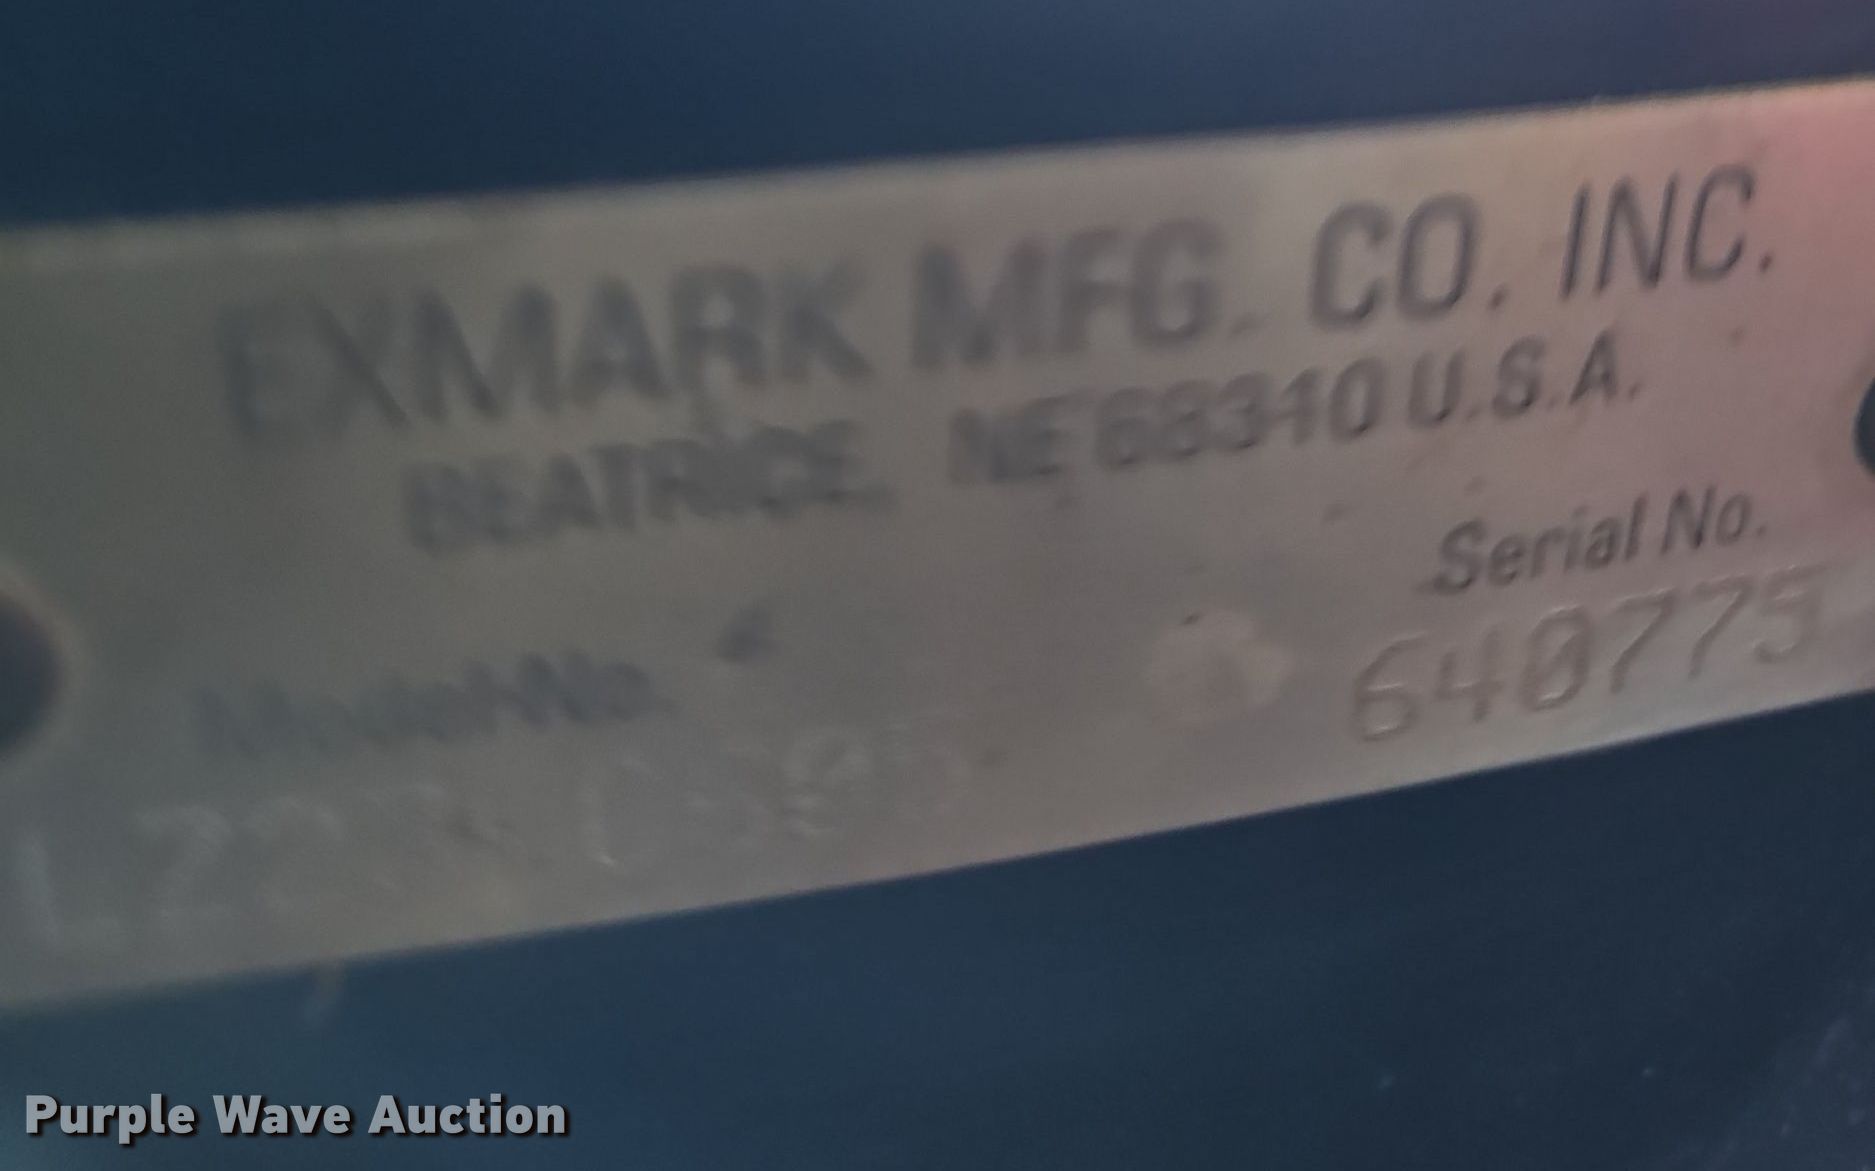 EXMARK MFG. CO. INC.
BEATRICE, NE 68310 U.S.A.
Model No.
Serial No.
640775
Purple Wave Auction